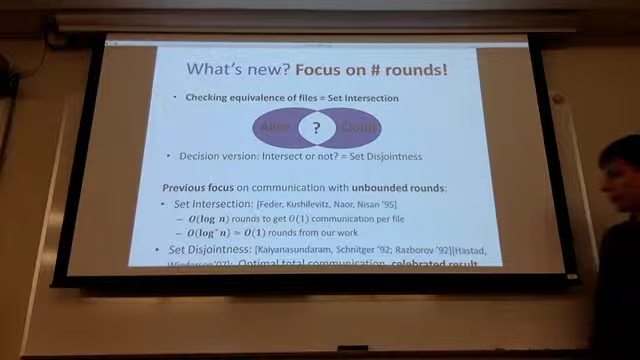 What's new? Focus on # rounds!
• Checking equivalence of files = Set Intersection
Alice ? Cloud
• Decision version: Intersect or not? = Set Disjointness
Previous focus on communication with unbounded rounds:
• Set Intersection: [Feder, Kushilevitz, Naor, Nisan '95]
– O(log n) rounds to get O(1) communication per file
– O(log* n) = O(1) rounds from our work
• Set Disjointness: [Kalyanasundaram, Schnitger '92; Razborov '92][Hastad,
Wigderson'07]: Optimal total communication, celebrated result